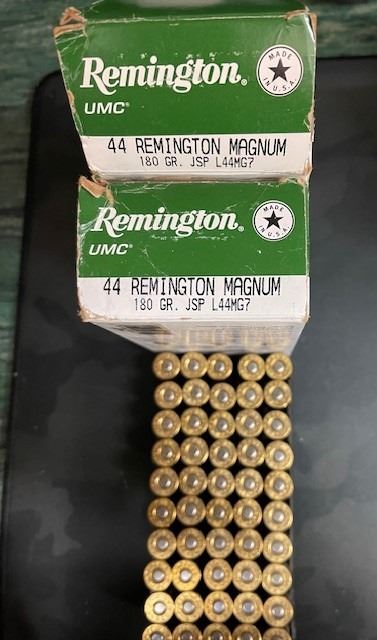 Remington®
MADE
IN U.S.A.
UMC®
44 REMINGTON MAGNUM
180 GR. JSP L44MG7
Remington®
MADE
IN U.S.A.
UMC®
44 REMINGTON MAGNUM
180 GR. JSP L44MG7